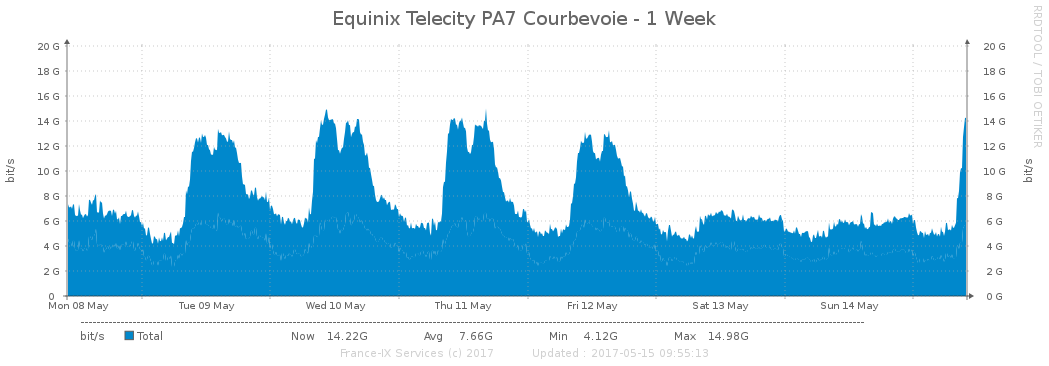 Equinix Telecity PA7 Courbevoie - 1 Week
RRDTOOL / TOBI OETIKER
20 G 20 G
18 G 18 G
16 G 16 G
14 G 14 G
12 G 12 G
10 G 10 G
8 G 8 G
6 G 6 G
4 G 4 G
2 G 2 G
0 0 G
bit/s bit/s
Mon 08 May Tue 09 May Wed 10 May Thu 11 May Fri 12 May Sat 13 May Sun 14 May
bit/s Total Now 14.22G Avg 7.66G Min 4.12G Max 14.98G
France-IX Services (c) 2017 Updated : 2017-05-15 09:55:13